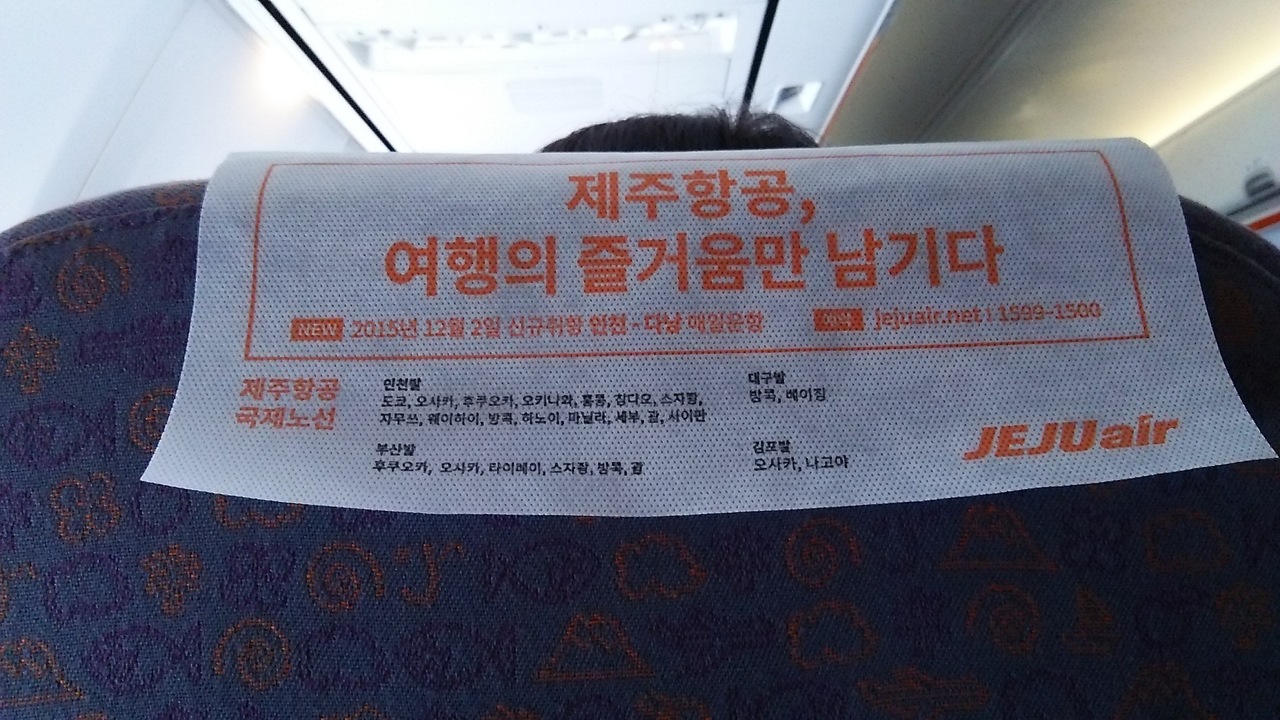 제주항공,
여행의 즐거움만 남기다
NEW 2015년 12월 2일 신규취항 인천 - 다낭 매일운항
예매 jejuair.net | 1599-1500
제주항공
국제노선
인천발
도쿄, 오사카, 후쿠오카, 오키나와, 홍콩, 칭다오, 스자좡,
자무쓰, 웨이하이, 방콕, 하노이, 마닐라, 세부, 괌, 사이판
부산발
후쿠오카, 오사카, 타이페이, 스자좡, 방콕, 괌
대구발
방콕, 베이징
김포발
오사카, 나고야
JEJUair